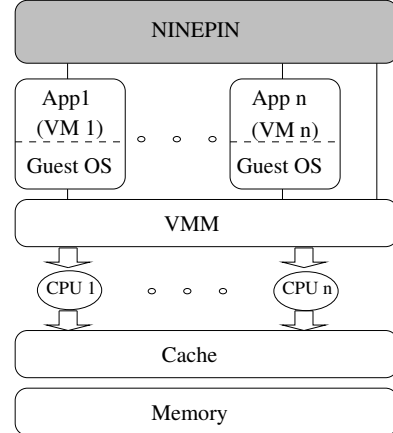 NINEPIN
App1
(VM 1)
Guest OS
App n
(VM n)
Guest OS
VMM
CPU 1
CPU n
Cache
Memory